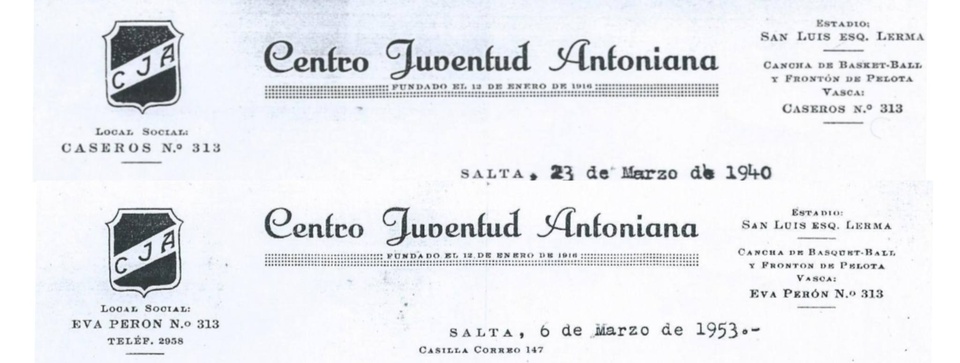 CJA
Local Social:
CASEROS N.º 313
Centro Juventud Antoniana
FUNDADO EL 12 DE ENERO DE 1916
Estadio:
San Luis esq. Lerma
Cancha de Basket-Ball
y Frontón de Pelota
Vasca:
Caseros N.º 313
SALTA, 23 de Marzo de 1940
CJA
Local Social:
EVA PERON N.º 313
TELÉF. 2958
Centro Juventud Antoniana
FUNDADO EL 12 DE ENERO DE 1916
Estadio:
San Luis esq. Lerma
Cancha de Basquet-Ball
y Fronton de Pelota
Vasca:
Eva Perón N.º 313
SALTA, 6 de Marzo de 1953.-
Casilla Correo 147